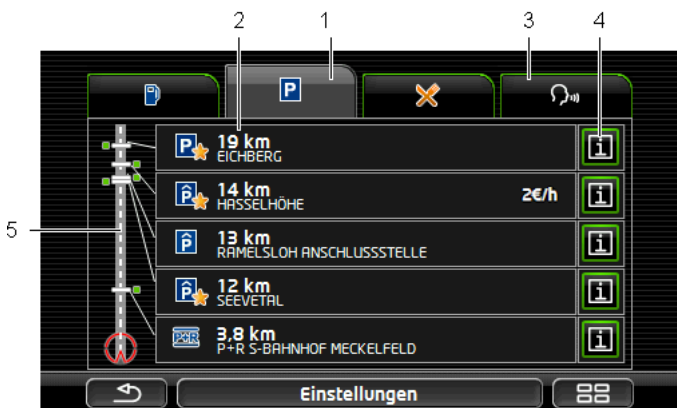 2 1 3 4
P
P 19 km
EICHBERG
i
P 14 km
HASSELHÖHE
2€/h
i
5
P 13 km
RAMELSLOH ANSCHLUSSSTELLE
i
P 12 km
SEEVETAL
i
P+R 3,8 km
P+R S-BAHNHOF MECKELFELD
i
Einstellungen